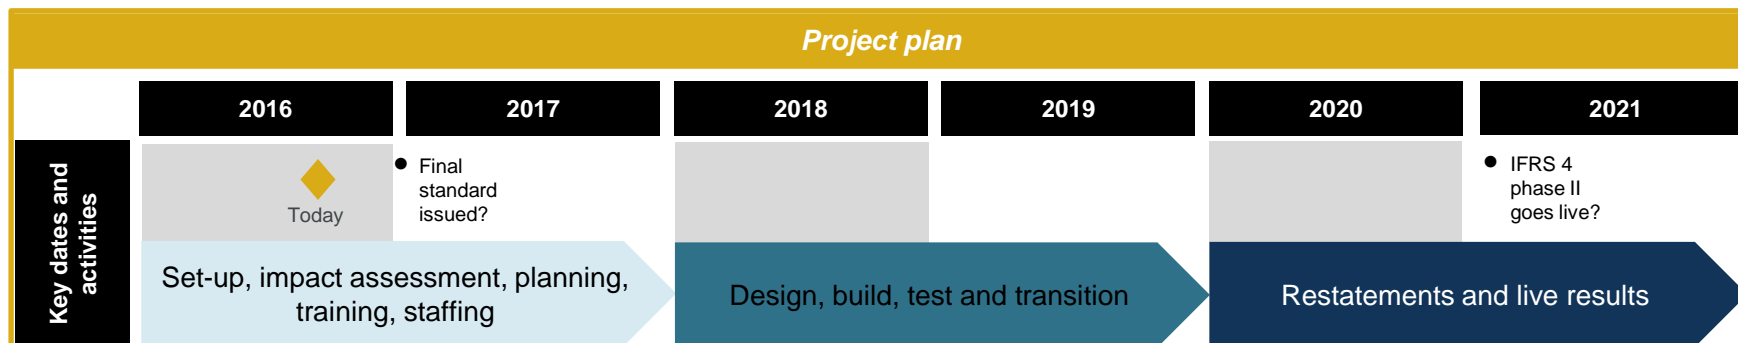 Project plan
2016
2017
2018
2019
2020
2021
Key dates and
activities
Today
● Final
standard
issued?
● IFRS 4
phase II
goes live?
Set-up, impact assessment, planning,
training, staffing
Design, build, test and transition
Restatements and live results